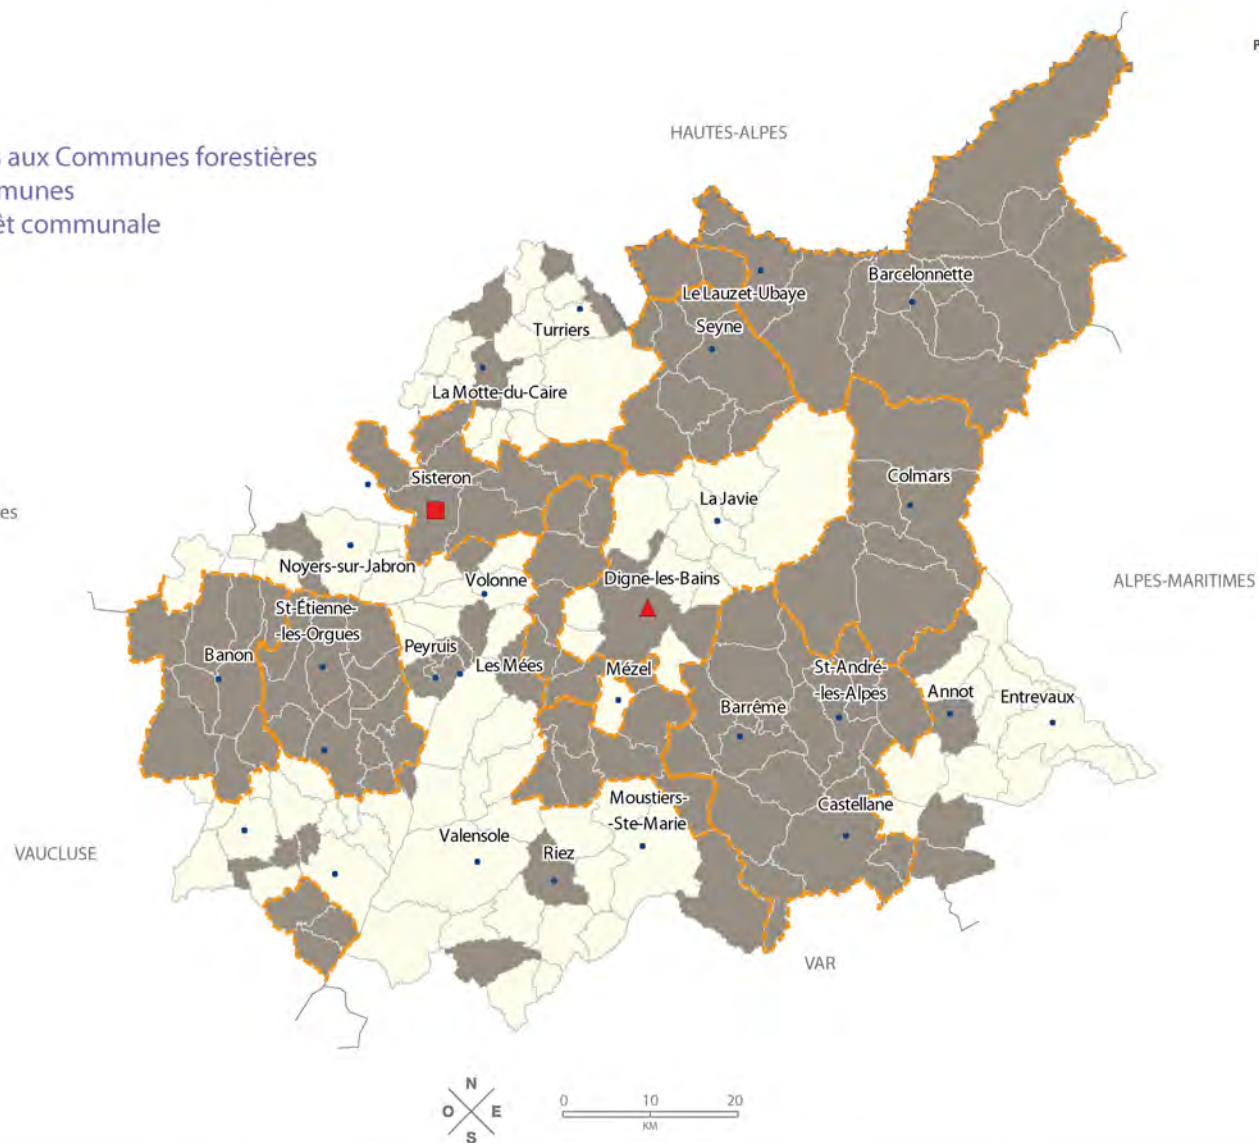 P
HAUTES-ALPES
s aux Communes forestières
munes
êt communale
Barcelonnette
Le Lauzet-Ubaye
Seyne
Turriers
La Motte-du-Caire
Sisteron
Colmars
La Javie
es
Noyers-sur-Jabron
Volonne
Digne-les-Bains
ALPES-MARITIMES
St-Étienne-
-les-Orgues
Banon
Peyruis
Les Mées
Mézel
St-André-
-les-Alpes
Annot
Entrevaux
Barrême
Castellane
Moustiers-
-Ste-Marie
Valensole
Riez
VAUCLUSE
VAR
N
O E
S
0 10 20
KM